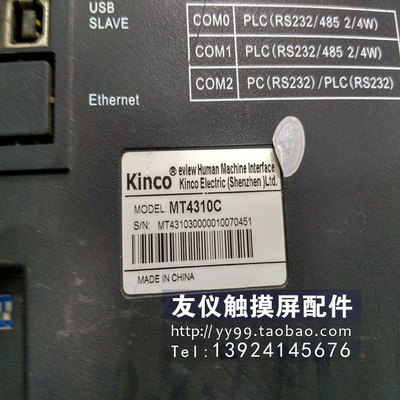 USB
SLAVE
COM0 PLC(RS232/485 2/4W)
COM1 PLC(RS232/485 2/4W)
Ethernet
COM2 PC(RS232)/PLC(RS232)
Kinco® eview Human Machine Interface
Kinco Electric (Shenzhen )Ltd.
MODEL: MT4310C
S/N: MT431030000010070451
MADE IN CHINA
友仪触摸屏配件
http://yy99.taobao.com
Tel:13924145676